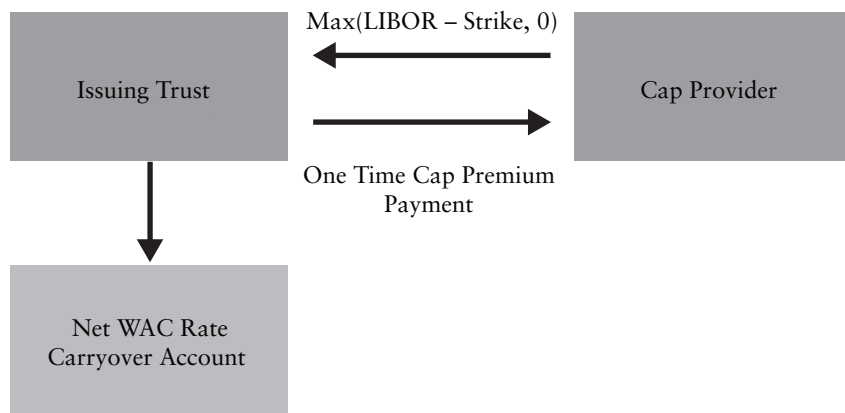 Max(LIBOR – Strike, 0)
Issuing Trust
Cap Provider
One Time Cap Premium
Payment
Net WAC Rate
Carryover Account